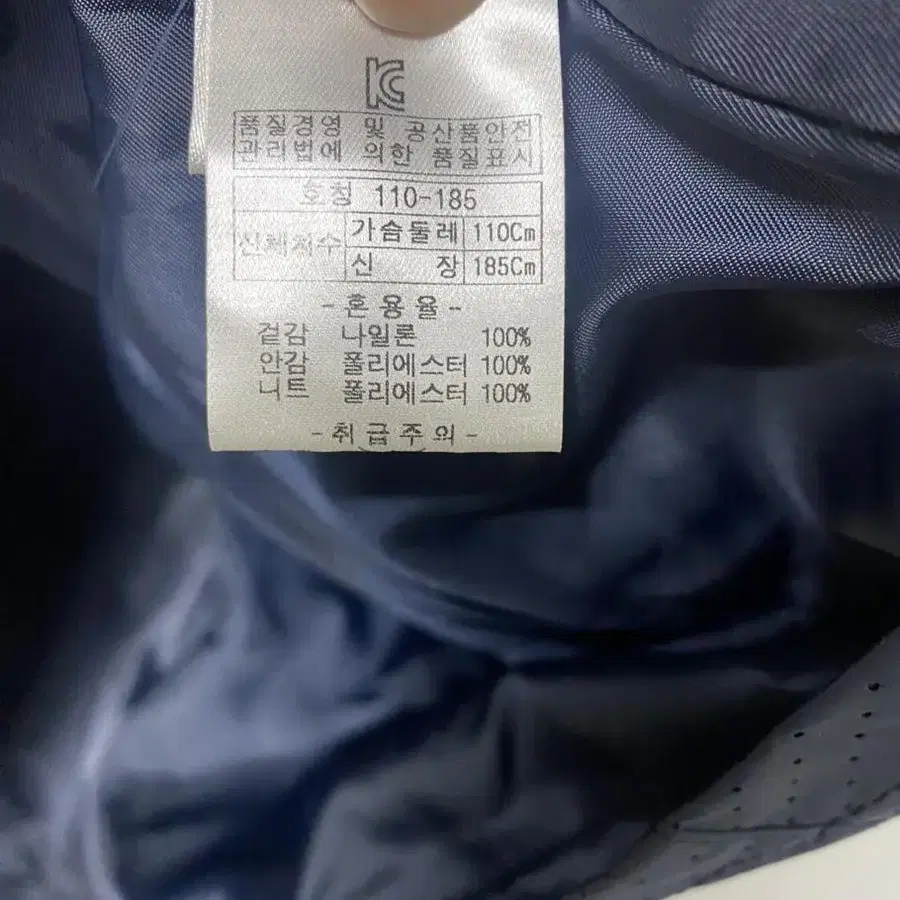 KC
품질경영 및 공산품안전
관리법에 의한 품질표시
호칭 110-185
신체치수 가슴둘레 110Cm
신 장 185Cm
- 혼용율 -
겉감 나일론 100%
안감 폴리에스터 100%
니트 폴리에스터 100%
- 취급주의 -